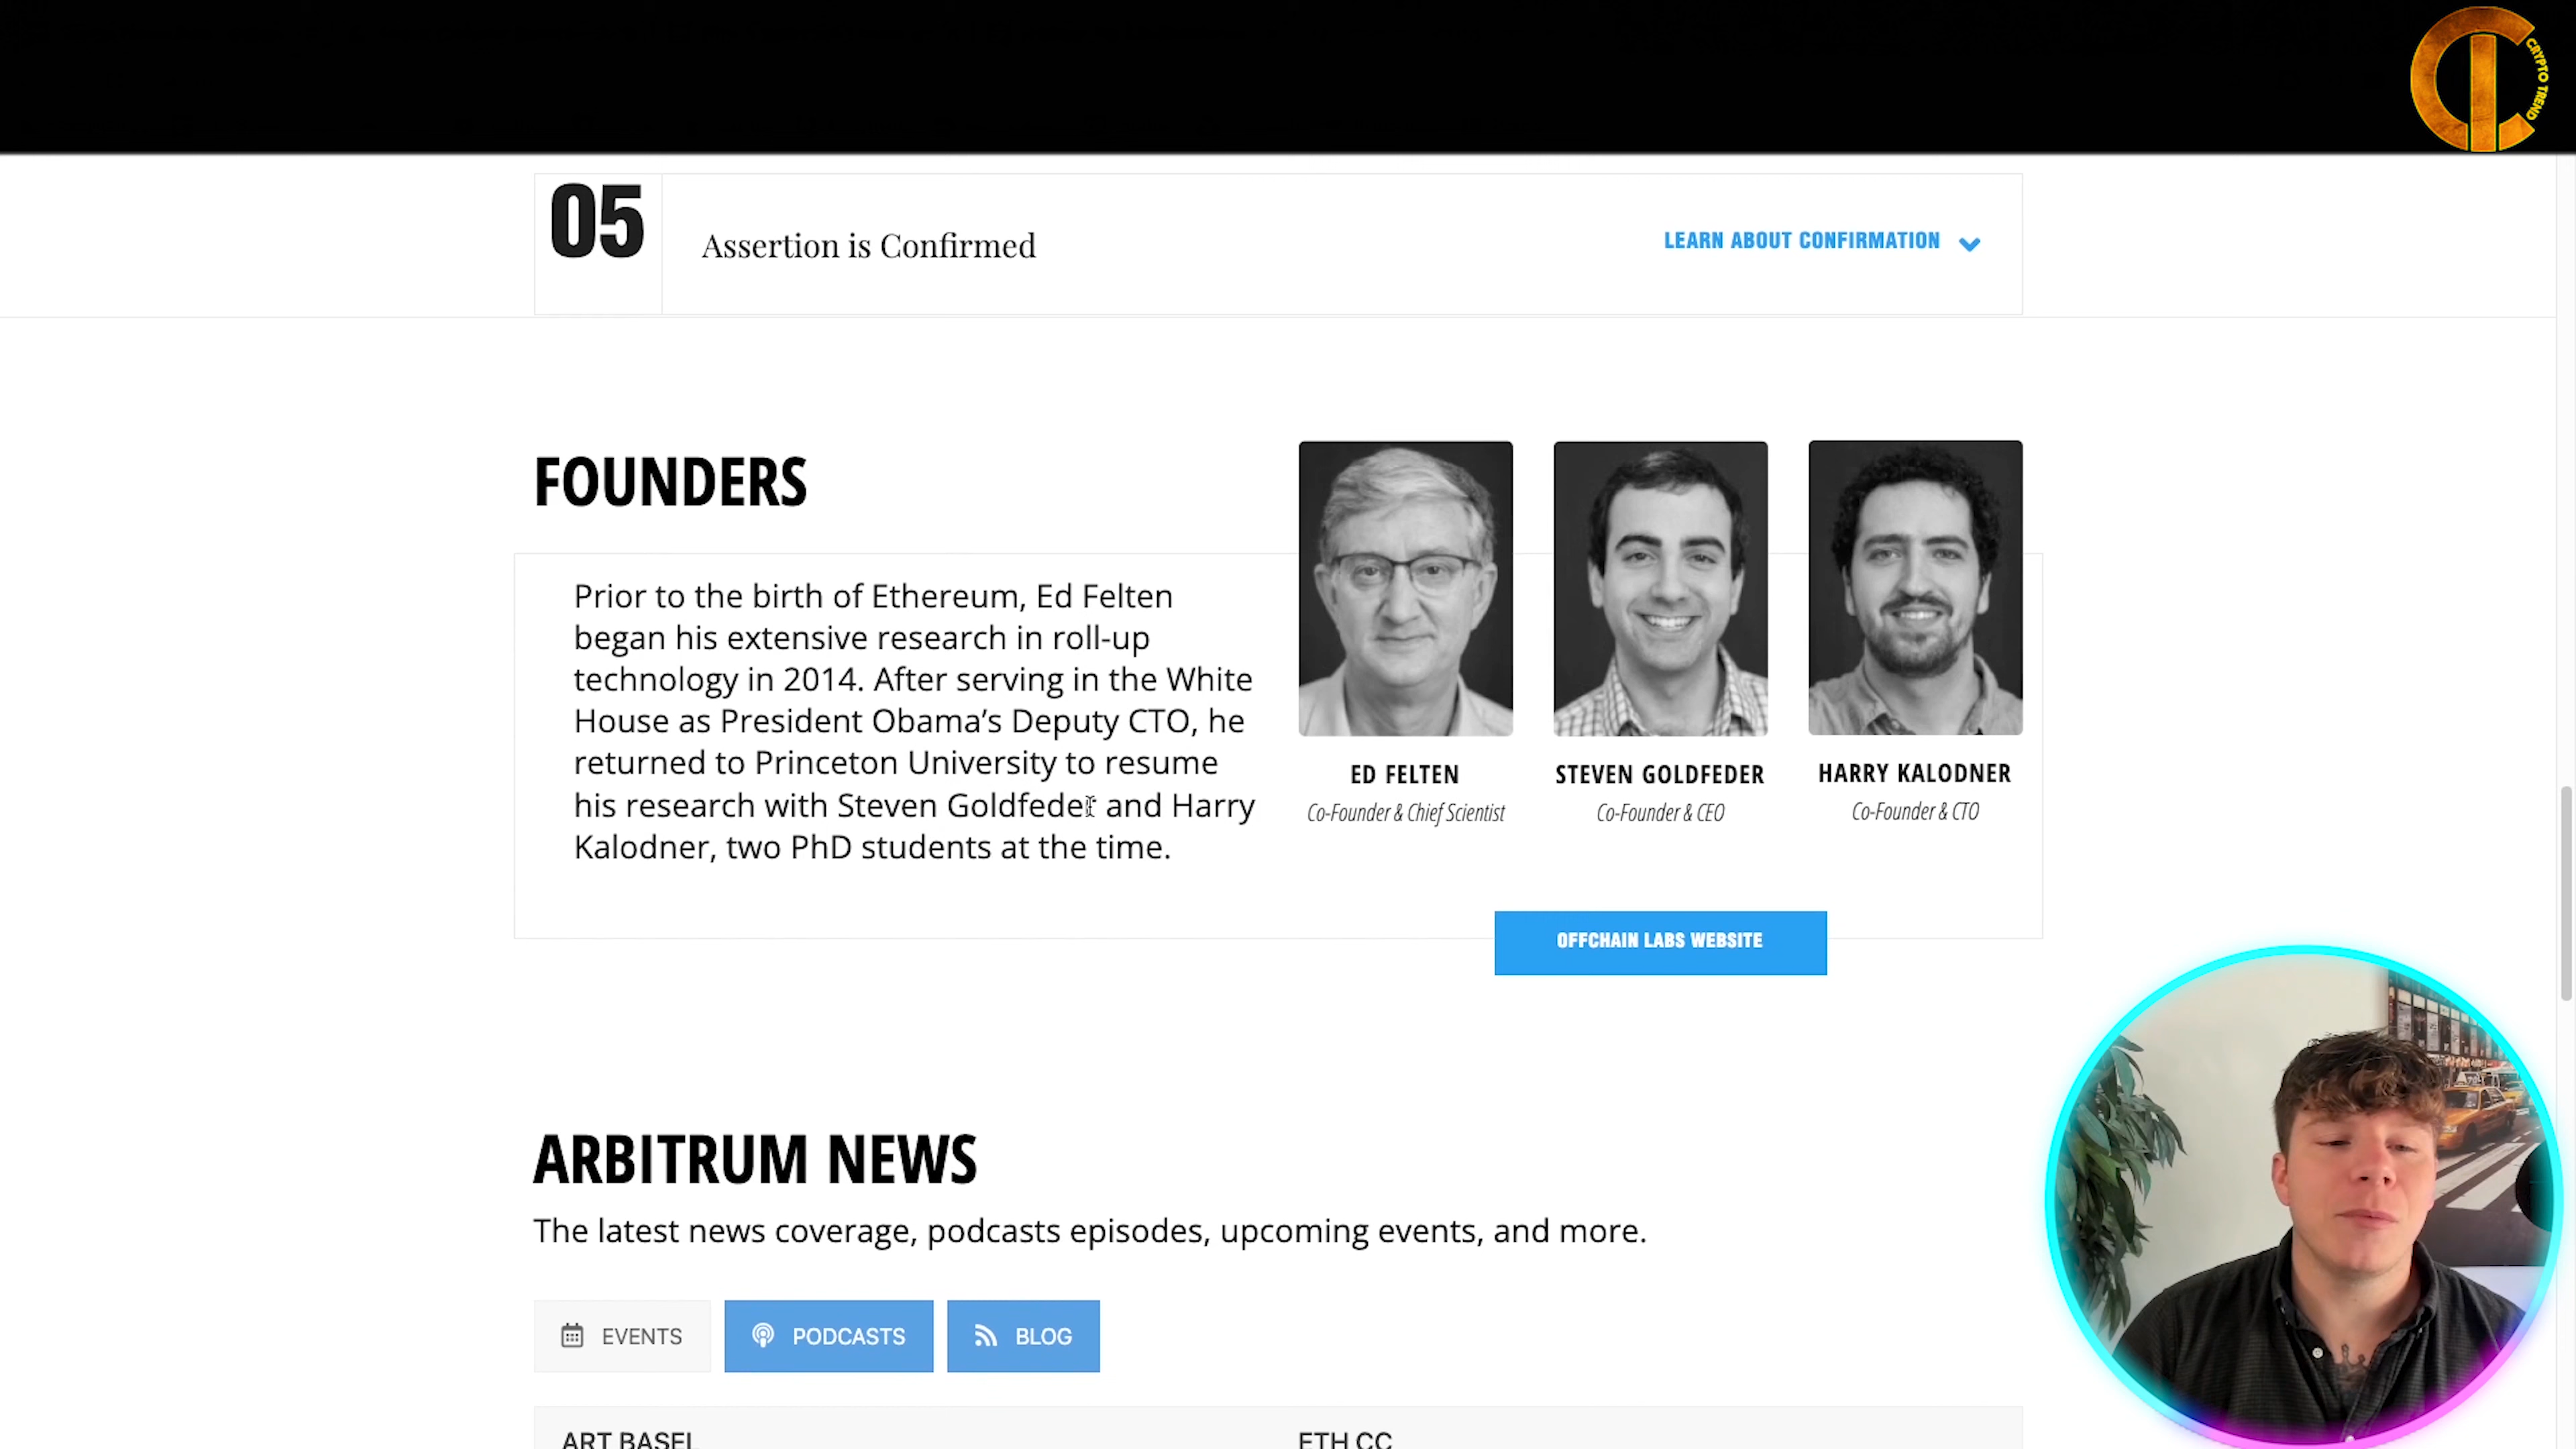 CRYPTO TREND
05
Assertion is Confirmed
LEARN ABOUT CONFIRMATION
FOUNDERS
Prior to the birth of Ethereum, Ed Felten
began his extensive research in roll-up
technology in 2014. After serving in the White
House as President Obama’s Deputy CTO, he
returned to Princeton University to resume
his research with Steven Goldfeder and Harry
Kalodner, two PhD students at the time.
ED FELTEN
Co-Founder & Chief Scientist
STEVEN GOLDFEDER
Co-Founder & CEO
HARRY KALODNER
Co-Founder & CTO
OFFCHAIN LABS WEBSITE
ARBITRUM NEWS
The latest news coverage, podcasts episodes, upcoming events, and more.
EVENTS
PODCASTS
BLOG
ART BASEL
ETH CC